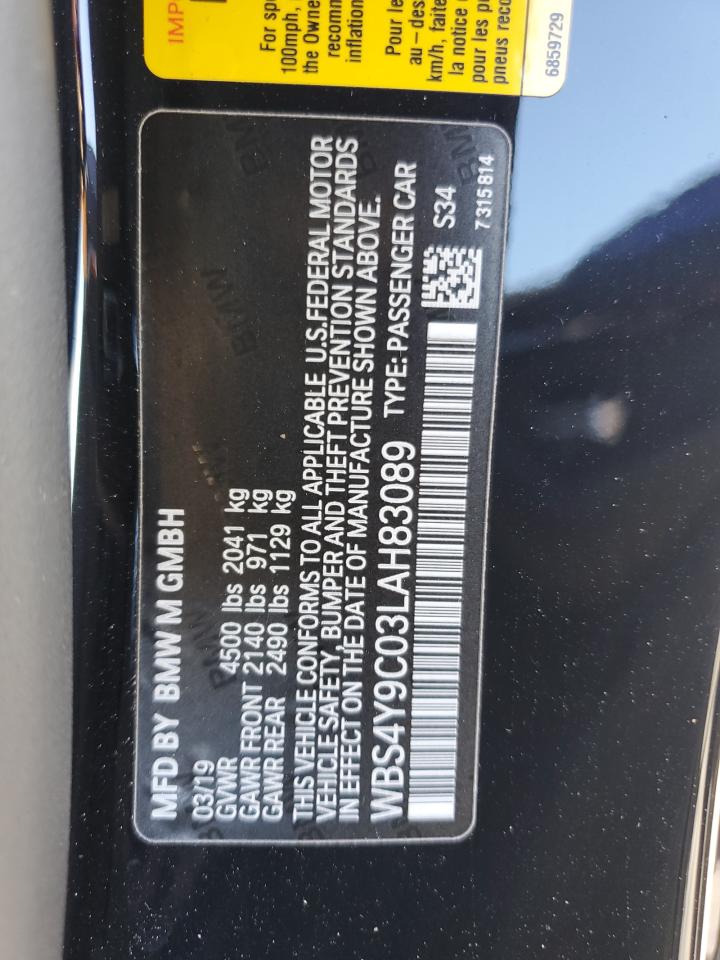 MFD BY BMW M GMBH
03/19
GVWR 4500 lbs 2041 kg
GAWR FRONT 2140 lbs 971 kg
GAWR REAR 2490 lbs 1129 kg
THIS VEHICLE CONFORMS TO ALL APPLICABLE U.S. FEDERAL MOTOR
VEHICLE SAFETY, BUMPER AND THEFT PREVENTION STANDARDS
IN EFFECT ON THE DATE OF MANUFACTURE SHOWN ABOVE.
WBS4Y9C03LAH83089 TYPE: PASSENGER CAR
S34
7 315 814
IMP
For sp
100mph,
the Owne
recomm
inflation
Pour le
au-des
km/h, faite
la notice
pour les p
pneus reco
6859729